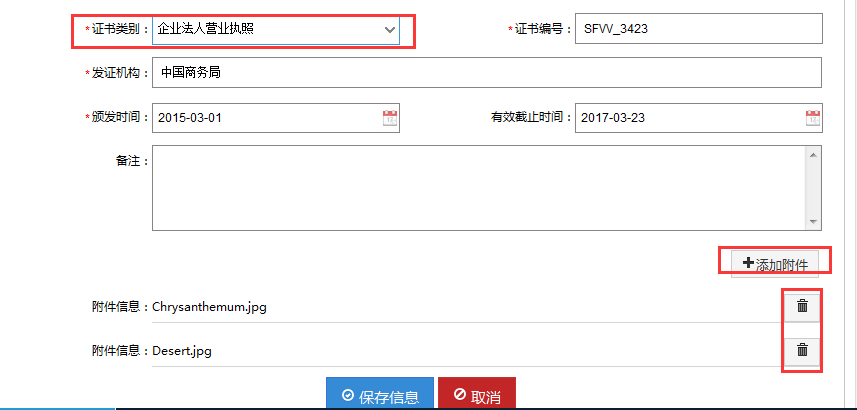 *证书类别： 企业法人营业执照 *证书编号： SFVV_3423
*发证机构： 中国商务局
*颁发时间： 2015-03-01 有效截止时间： 2017-03-23
备注：
添加附件
附件信息： Chrysanthemum.jpg
附件信息： Desert.jpg
保存信息 取消